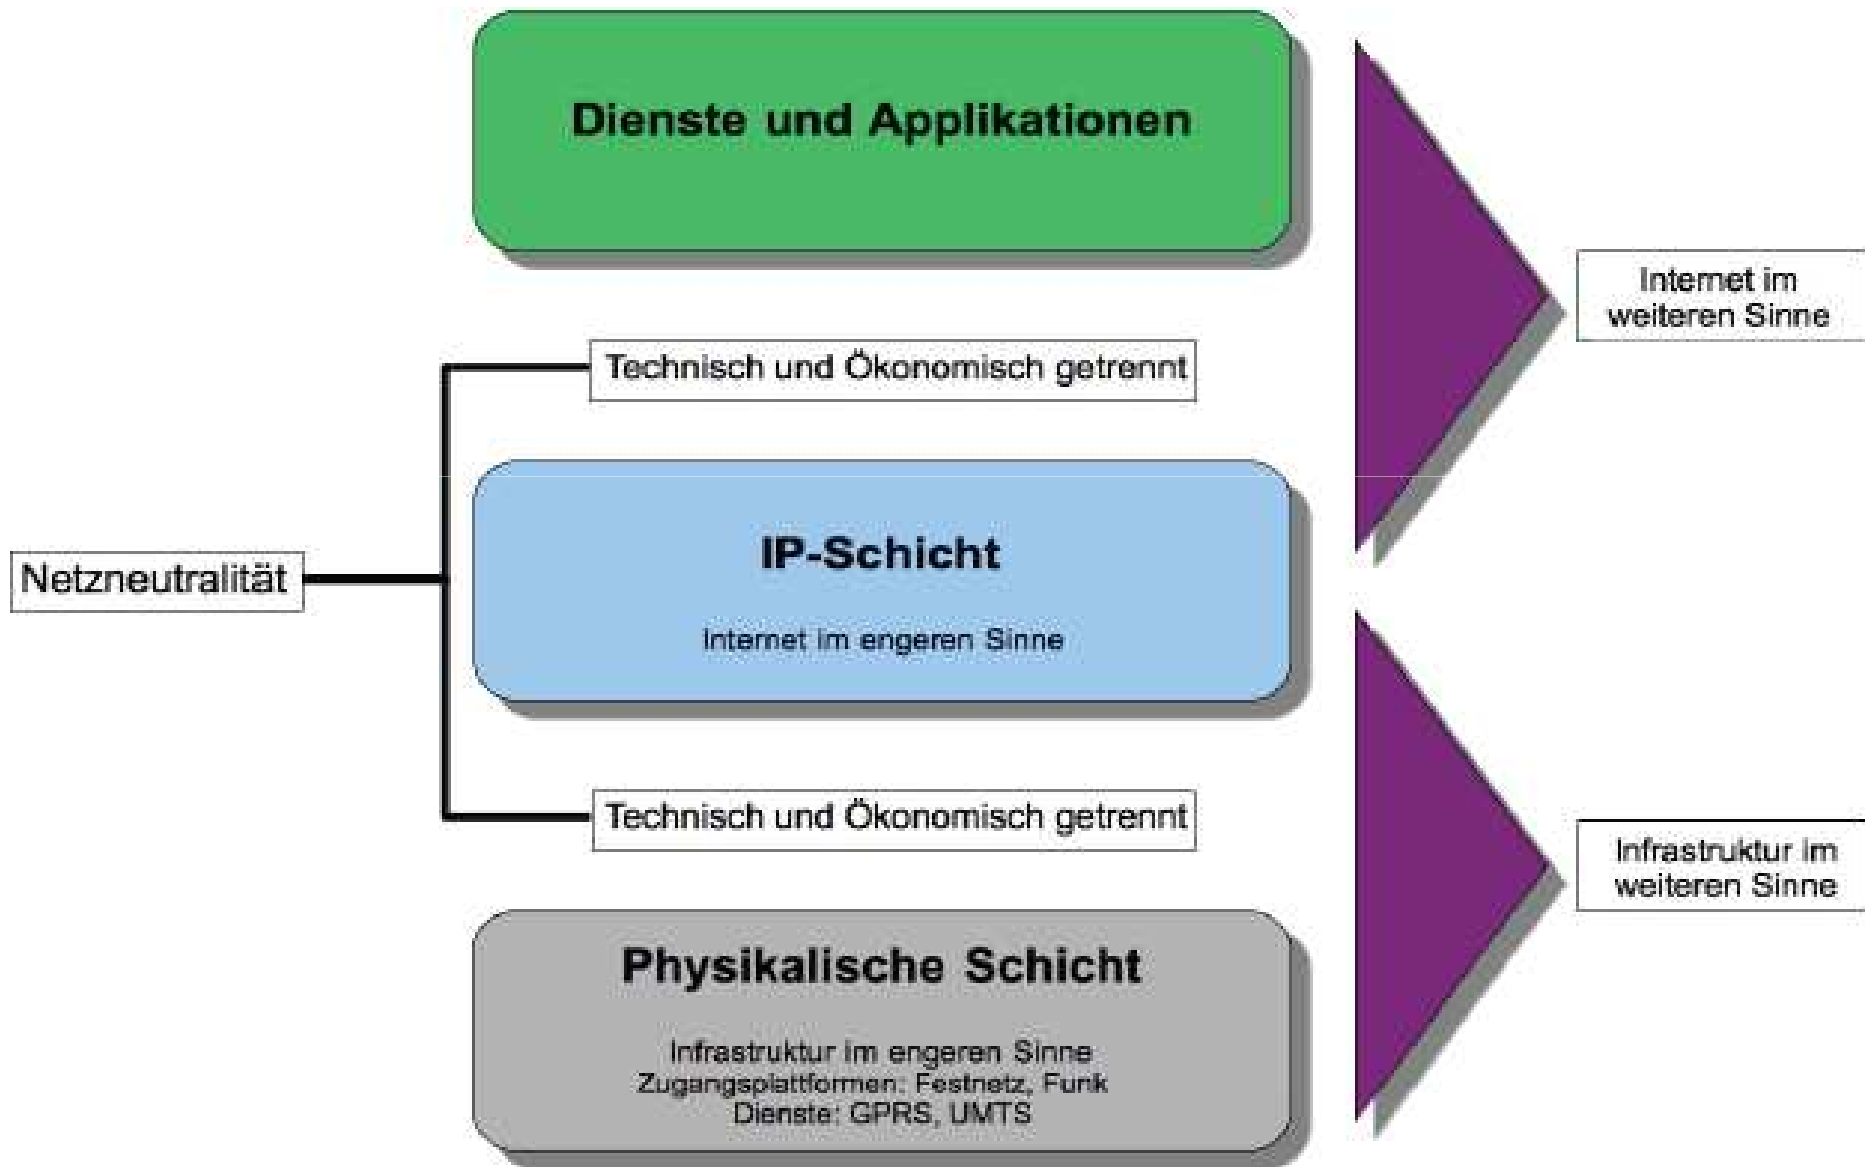 Dienste und Applikationen
Internet im
weiteren Sinne
Technisch und Ökonomisch getrennt
IP-Schicht
Internet im engeren Sinne
Netzneutralität
Technisch und Ökonomisch getrennt
Infrastruktur im
weiteren Sinne
Physikalische Schicht
Infrastruktur im engeren Sinne
Zugangsplattformen: Festnetz, Funk
Dienste: GPRS, UMTS